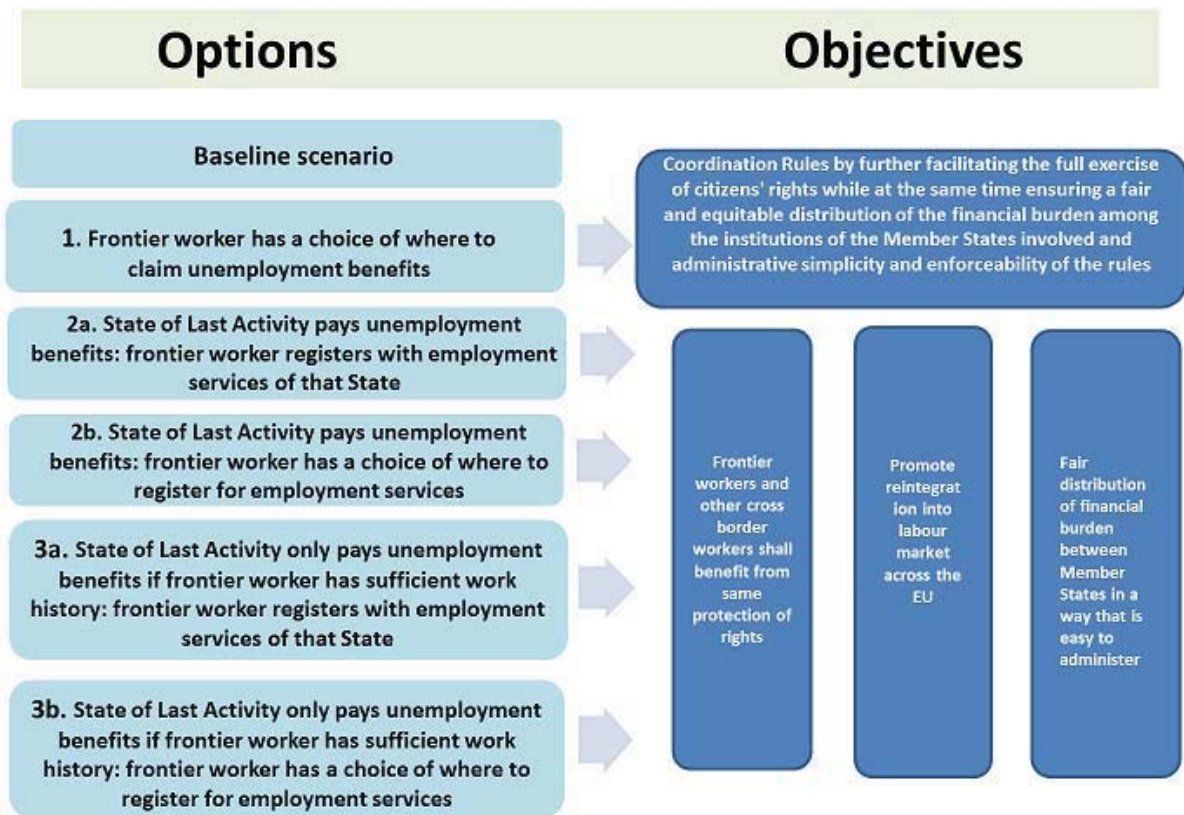 Options
Objectives
Baseline scenario
1. Frontier worker has a choice of where to
claim unemployment benefits
2a. State of Last Activity pays unemployment
benefits: frontier worker registers with employment
services of that State
2b. State of Last Activity pays unemployment
benefits: frontier worker has a choice of where to
register for employment services
3a. State of Last Activity only pays unemployment
benefits if frontier worker has sufficient work
history: frontier worker registers with employment
services of that State
3b. State of Last Activity only pays unemployment
benefits if frontier worker has sufficient work
history: frontier worker has a choice of where to
register for employment services
Coordination Rules by further facilitating the full exercise
of citizens' rights while at the same time ensuring a fair
and equitable distribution of the financial burden among
the institutions of the Member States involved and
administrative simplicity and enforceability of the rules
Frontier
workers and
other cross
border
workers shall
benefit from
same
protection of
rights
Promote
reintegrat
ion into
labour
market
across the
EU
Fair
distribution
of financial
burden
between
Member
States in a
way that is
easy to
administer